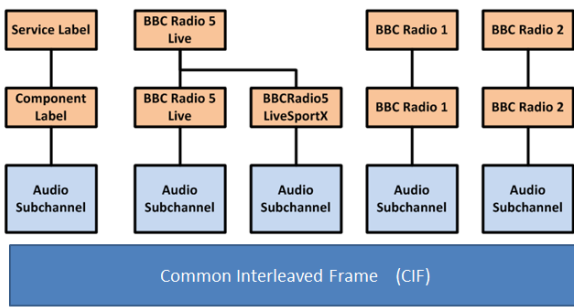 Service Label
BBC Radio 5
Live
BBC Radio 1
BBC Radio 2
Component
Label
BBC Radio 5
Live
BBCRadio5
LiveSportX
BBC Radio 1
BBC Radio 2
Audio
Subchannel
Audio
Subchannel
Audio
Subchannel
Audio
Subchannel
Audio
Subchannel
Common Interleaved Frame (CIF)